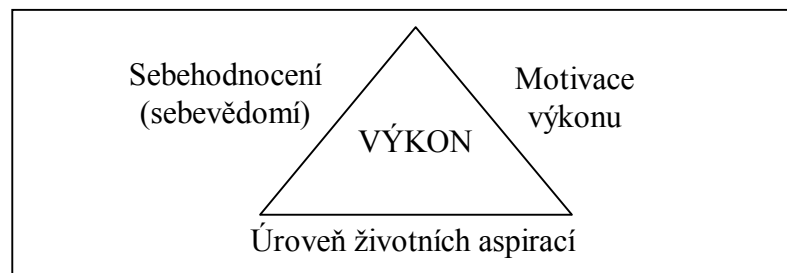 Sebehodnocení
(sebevědomí)
Motivace
výkonu
VÝKON
Úroveň životních aspirací